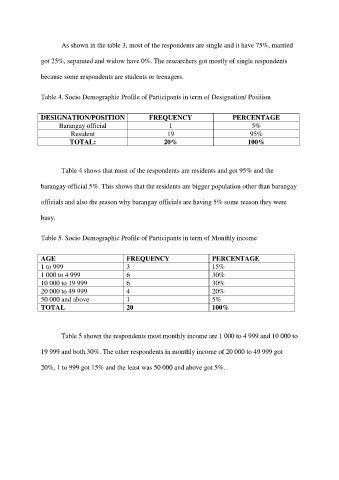 As shown in the table 3, most of the respondents are single and it have 75%, married
got 25%, separated and widow have 0%. The researchers got mostly of single respondents
because some respondents are students or teenagers.
Table 4. Socio Demographic Profile of Participants in term of Designation/ Position
DESIGNATION/POSITION FREQUENCY PERCENTAGE
Barangay official 1 5%
Resident 19 95%
TOTAL: 20% 100%
Table 4 shows that most of the respondents are residents and got 95% and the
barangay official 5%. This shows that the residents are bigger population other than barangay
officials and also the reason why barangay officials are having 5% some reason they were
busy.
Table 5. Socio Demographic Profile of Participants in term of Monthly income
AGE FREQUENCY PERCENTAGE
1 to 999 3 15%
1 000 to 4 999 6 30%
10 000 to 19 999 6 30%
20 000 to 49 999 4 20%
50 000 and above 1 5%
TOTAL 20 100%
Table 5 shown the respondents most monthly income are 1 000 to 4 999 and 10 000 to
19 999 and both 30%. The other respondents in monthly income of 20 000 to 49 999 got
20%, 1 to 999 got 15% and the least was 50 000 and above got 5%.